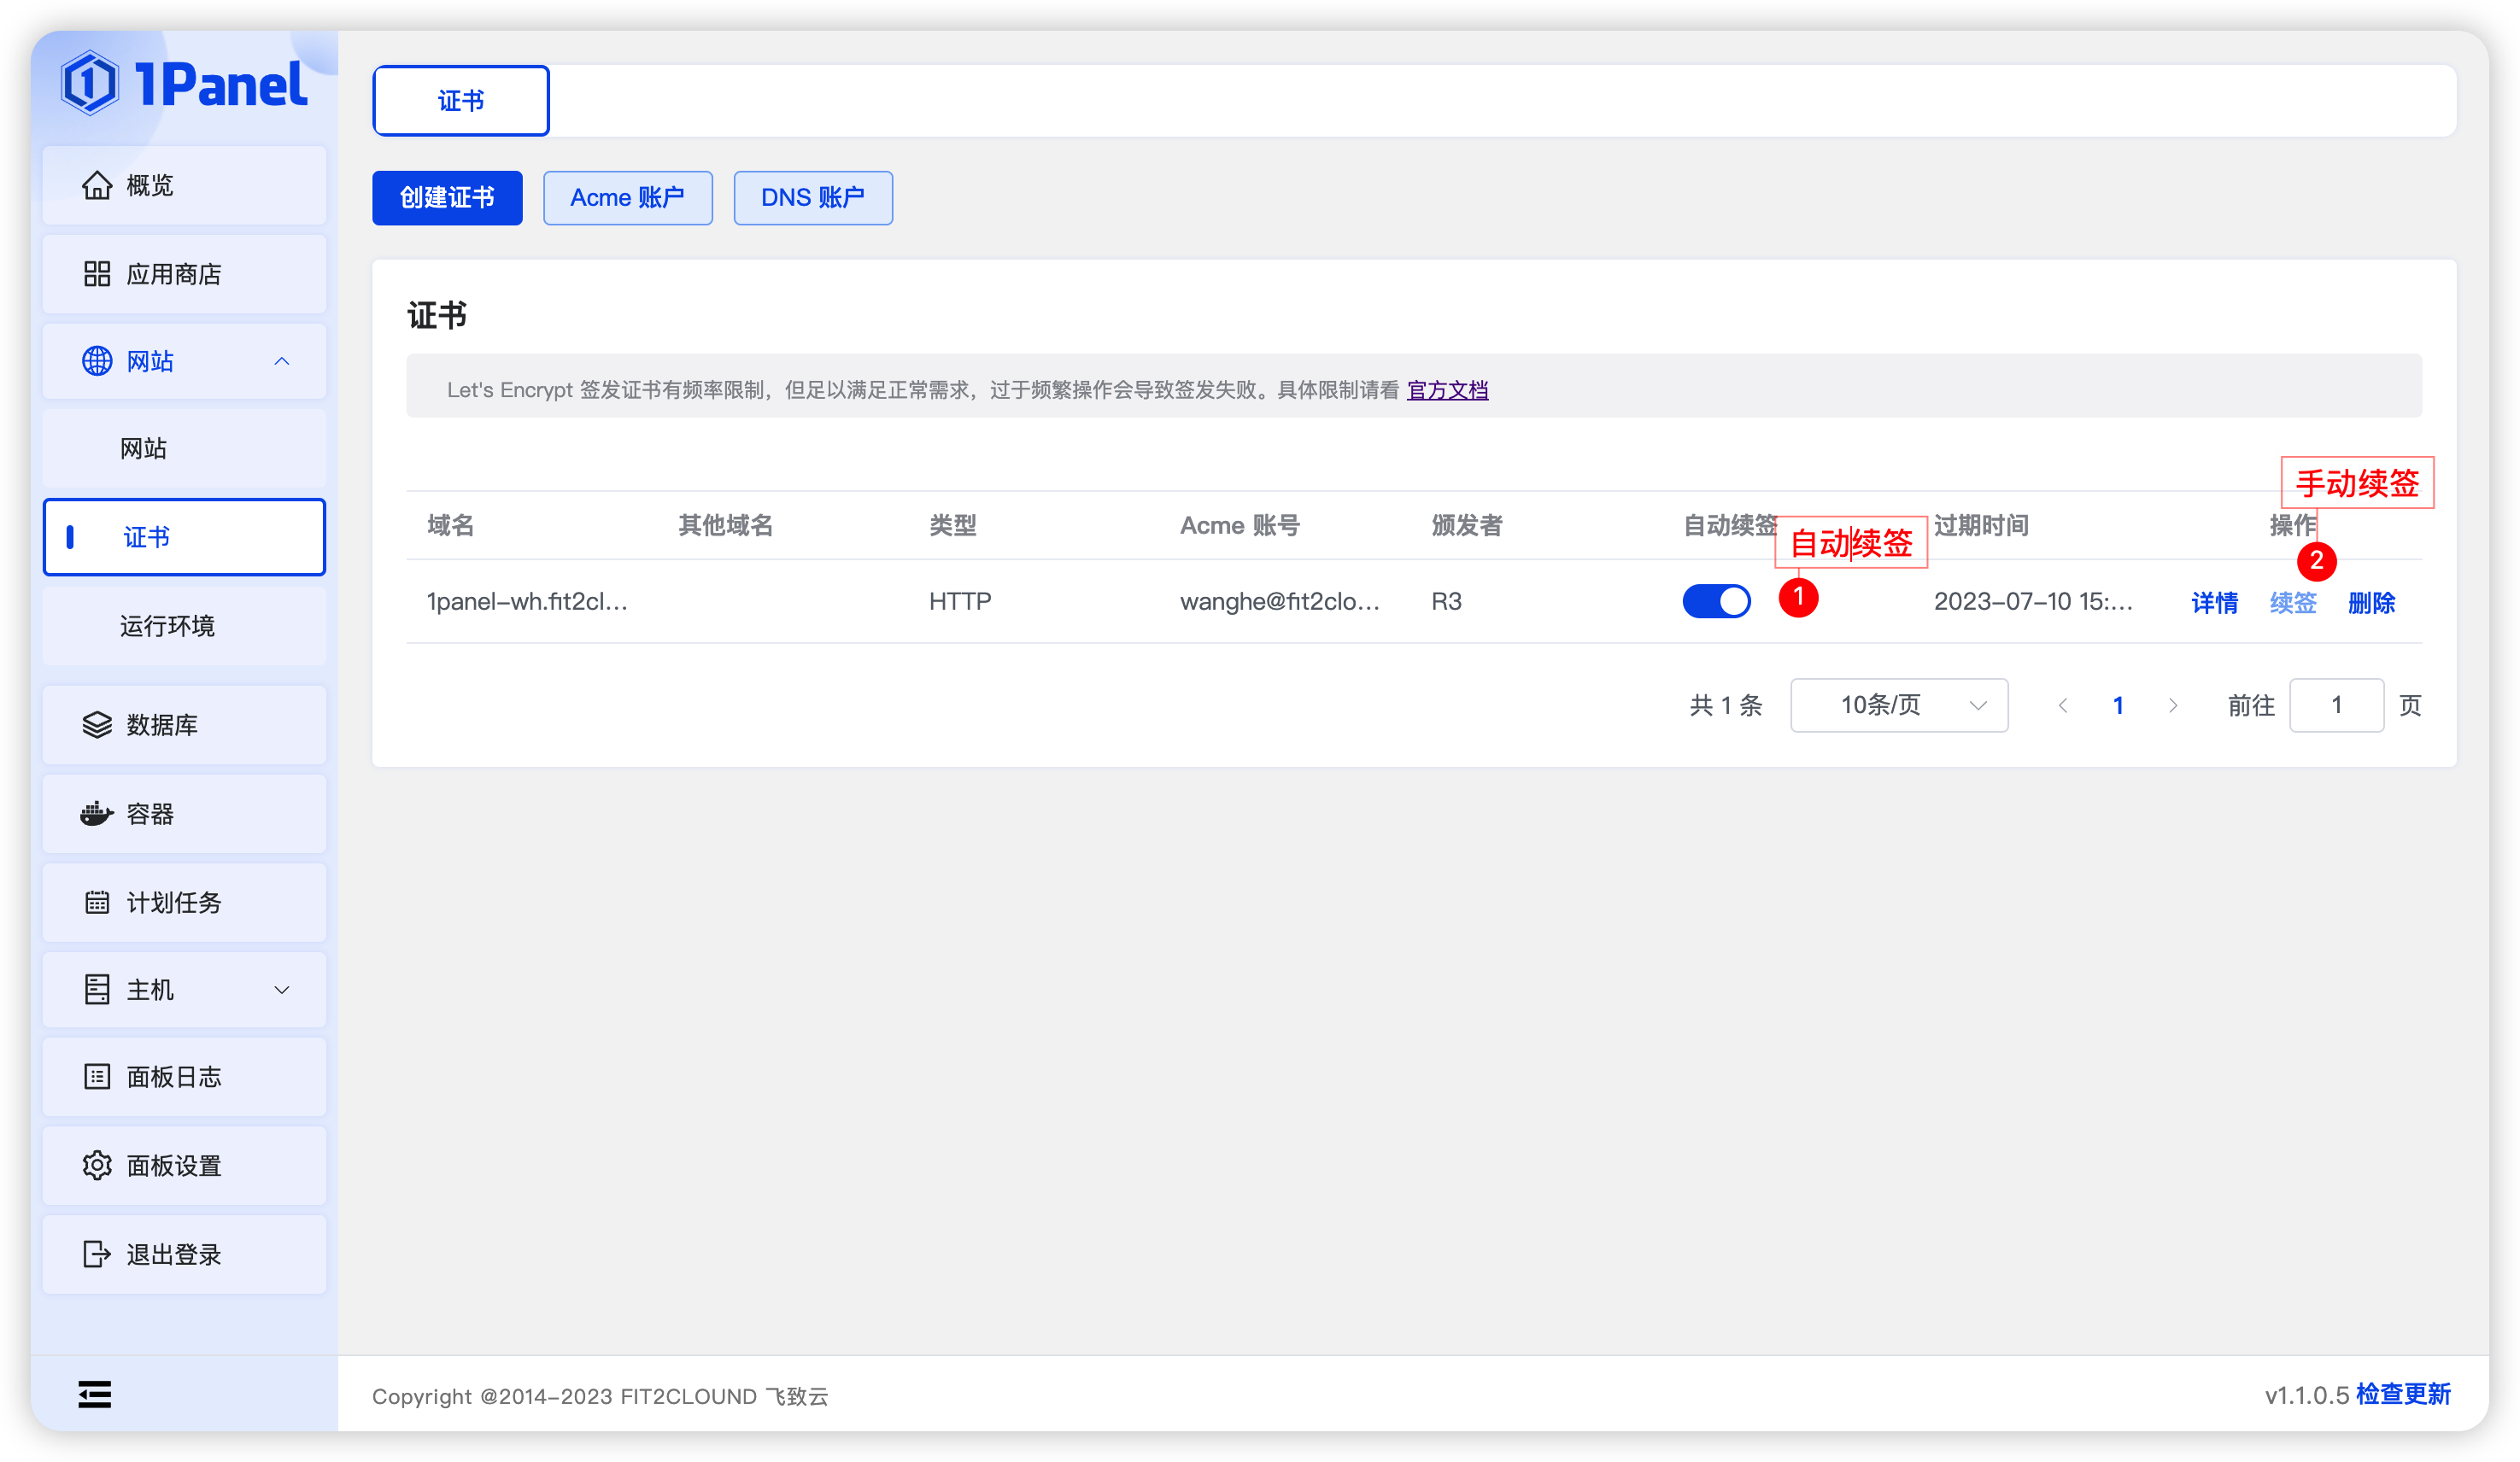 1Panel
概览
应用商店
网站
网站
证书
运行环境
数据库
容器
计划任务
主机
面板日志
面板设置
退出登录
证书
创建证书 Acme 账户 DNS 账户
证书
Let's Encrypt 签发证书有频率限制，但足以满足正常需求，过于频繁操作会导致签发失败。具体限制请看 官方文档
手动续签
域名 其他域名 类型 Acme 账号 颁发者 自动续签 过期时间 操作
自动续签
2
1
1panel-wh.fit2cl... HTTP wanghe@fit2clo... R3 2023-07-10 15:... 详情 续签 删除
共 1 条 10条/页 1 前往 1 页
Copyright @2014-2023 FIT2CLOUND 飞致云
v1.1.0.5 检查更新